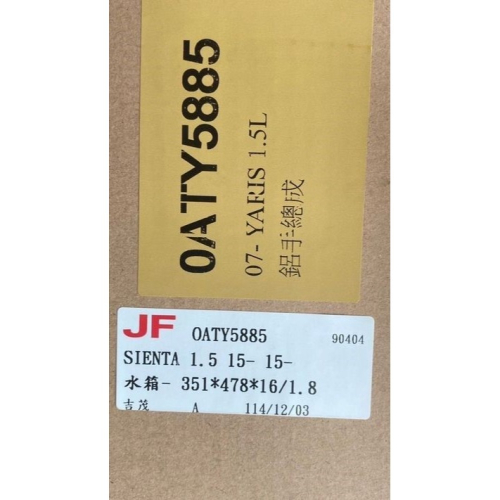 0ATY5885
07- YARIS 1.5L
鋁手總成
JF OATY5885 90404
SIENTA 1.5 15- 15-
水箱- 351*478*16/1.8
吉茂 A 114/12/03